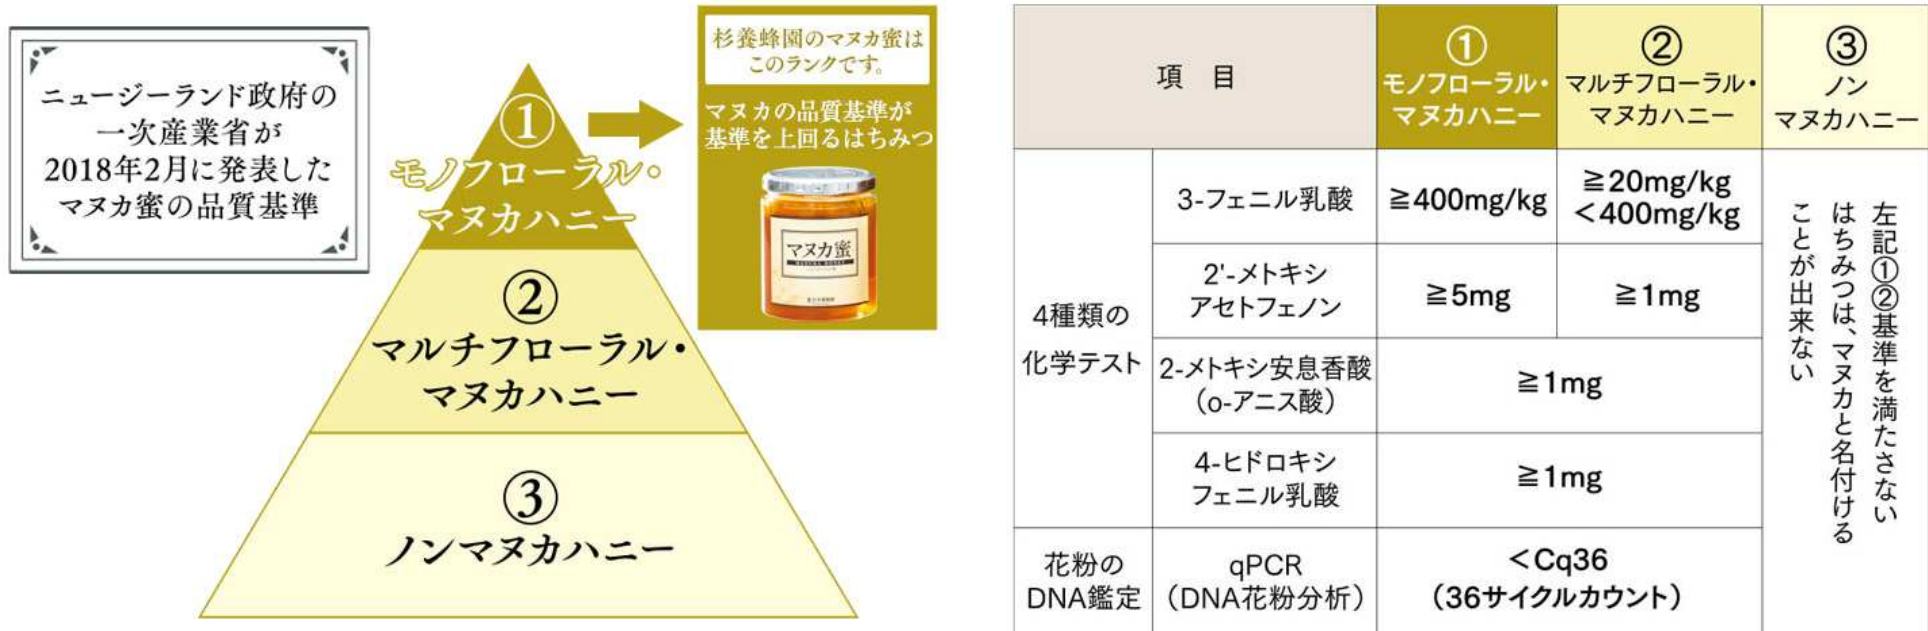 ニュージーランド政府の
一次産業省が
2018年2月に発表した
マヌカ蜜の品質基準
①
モノフローラル・
マヌカハニー
②
マルチフローラル・
マヌカハニー
③
ノンマヌカハニー
杉養蜂園のマヌカ蜜は
このランクです。
マヌカの品質基準が
基準を上回るはちみつ
マヌカ蜜
項 目
①
モノフローラル・
マヌカハニー
②
マルチフローラル・
マヌカハニー
③
ノン
マヌカハニー
4種類の
化学テスト
3-フェニル乳酸
≧400mg/kg
≧20mg/kg
<400mg/kg
2'-メトキシ
アセトフェノン
≧5mg
≧1mg
2-メトキシ安息香酸
(o-アニス酸)
≧1mg
4-ヒドロキシ
フェニル乳酸
≧1mg
花粉の
DNA鑑定
qPCR
(DNA花粉分析)
<Cq36
(36サイクルカウント)
左記①②基準を満たさない
はちみつは、マヌカと名付ける
ことが出来ない